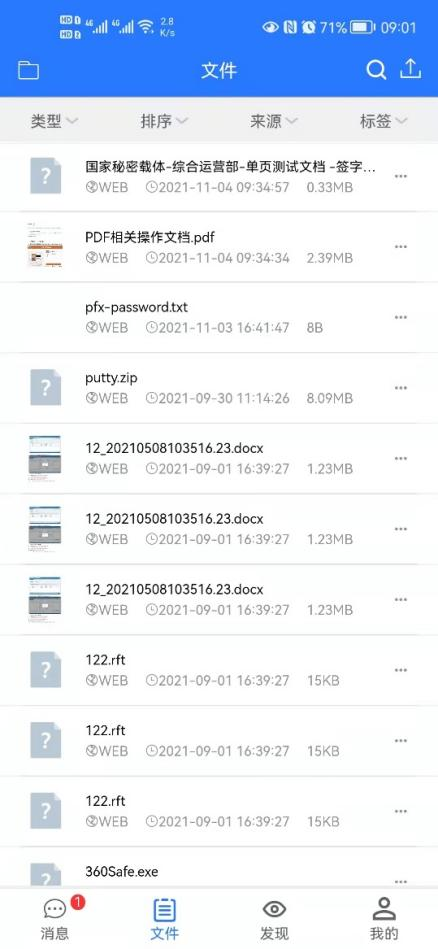 HD 1 4G 4G 2.8 K/s 71% 09:01
HD 2
文件
类型 排序 来源 标签
国家秘密载体-综合运营部-单页测试文档 -签字...
WEB 2021-11-04 09:34:57 0.33MB
PDF相关操作文档.pdf
WEB 2021-11-04 09:34:34 2.39MB
pfx-password.txt
WEB 2021-11-03 16:41:47 8B
putty.zip
WEB 2021-09-30 11:14:26 8.09MB
12_20210508103516.23.docx
WEB 2021-09-01 16:39:27 1.23MB
12_20210508103516.23.docx
WEB 2021-09-01 16:39:27 1.23MB
12_20210508103516.23.docx
WEB 2021-09-01 16:39:27 1.23MB
122.rft
WEB 2021-09-01 16:39:27 15KB
122.rft
WEB 2021-09-01 16:39:27 15KB
122.rft
WEB 2021-09-01 16:39:27 15KB
360Safe.exe
1
消息 文件 发现 我的